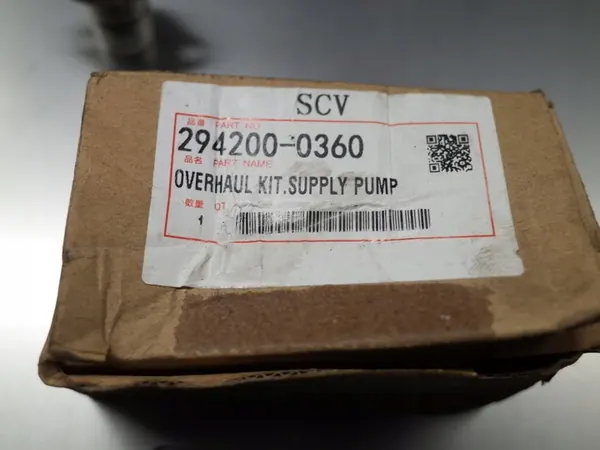 SCV
品番 PART NO
294200-0360
品名 PART NAME
OVERHAUL KIT.SUPPLY PUMP
数量 QT
1